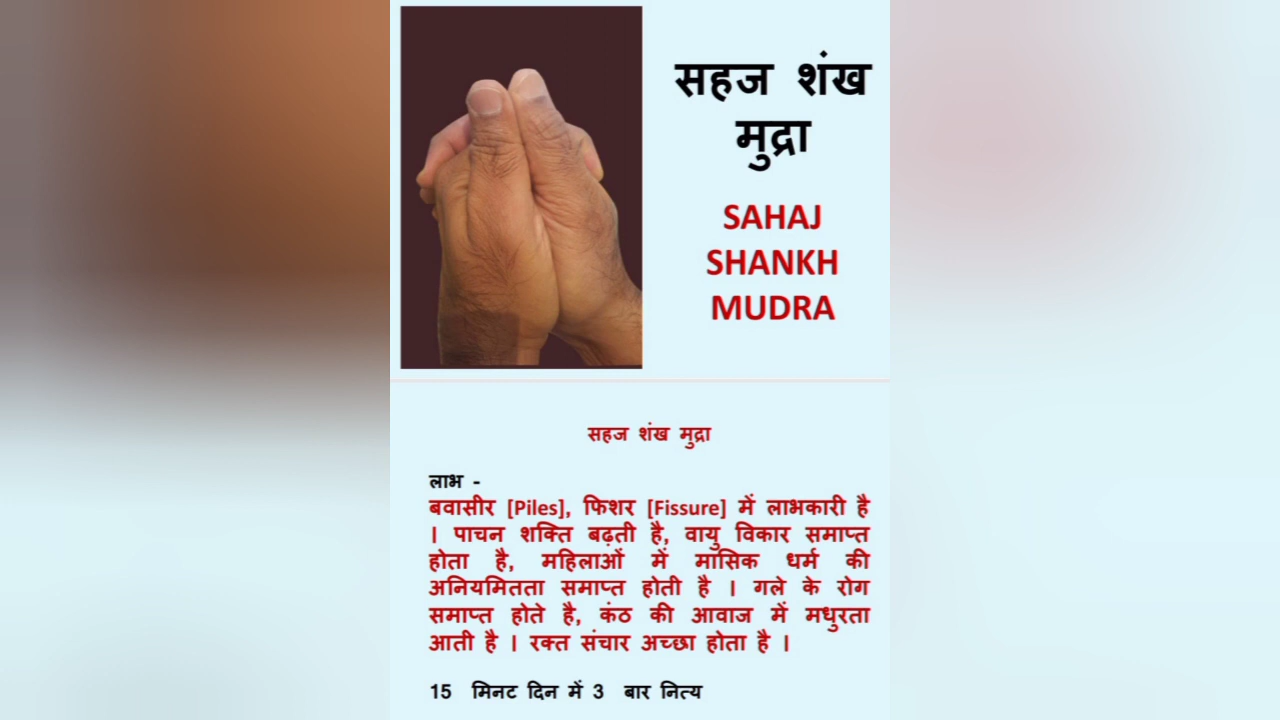 सहज शंख
मुद्रा
SAHAJ
SHANKH
MUDRA
सहज शंख मुद्रा
लाभ -
बवासीर [Piles], फिशर [Fissure] में लाभकारी है
। पाचन शक्ति बढ़ती है, वायु विकार समाप्त
होता है, महिलाओं में मासिक धर्म की
अनियमितता समाप्त होती है । गले के रोग
समाप्त होते है, कंठ की आवाज में मधुरता
आती है । रक्त संचार अच्छा होता है ।
15 मिनट दिन में 3 बार नित्य